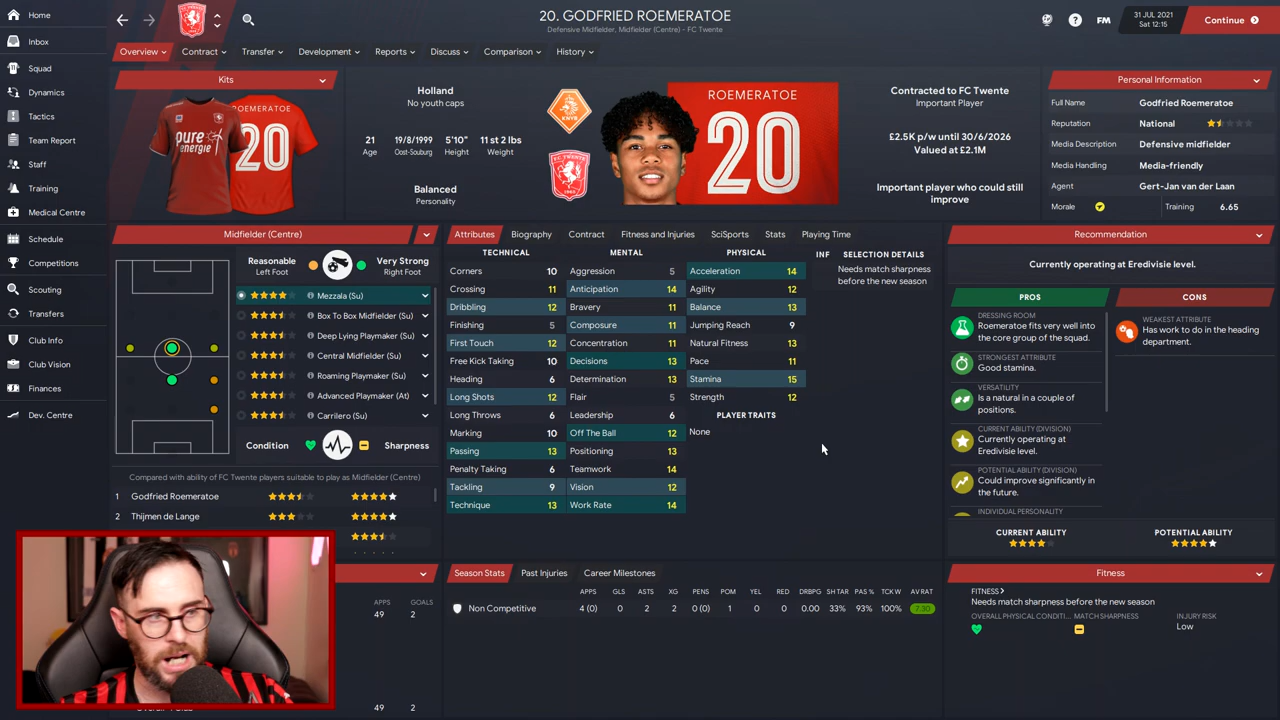 Home
Inbox
Squad
Dynamics
Tactics
Team Report
Staff
Training
Medical Centre
Schedule
Competitions
Scouting
Transfers
Club Info
Club Vision
Finances
Dev. Centre
20. GODFRIED ROEMERATOE
Defensive Midfielder, Midfielder (Centre) - FC Twente
FM
31 JUL 2021
Sat 12:15
Continue
Overview
Contract
Transfer
Development
Reports
Discuss
Comparison
History
Kits
ROEMERATOE
20
pure energie
Holland
No youth caps
21
Age
19/8/1999
Oost-Souburg
5'10"
Height
11 st 2 lbs
Weight
Balanced
Personality
KNVB
ROEMERATOE
20
Contracted to FC Twente
Important Player
£2.5K p/w until 30/6/2026
Valued at £2.1M
Important player who could still
improve
Personal Information
Full Name Godfried Roemeratoe
Reputation National
Media Description Defensive midfielder
Media Handling Media-friendly
Agent Gert-Jan van der Laan
Morale Training 6.65
Midfielder (Centre)
Reasonable
Left Foot
Very Strong
Right Foot
Mezzala (Su)
Box To Box Midfielder (Su)
Deep Lying Playmaker (Su)
Central Midfielder (Su)
Roaming Playmaker (Su)
Advanced Playmaker (At)
Carrilero (Su)
Condition
Sharpness
Compared with ability of FC Twente players suitable to play as Midfielder (Centre)
1 Godfried Roemeratoe
2 Thijmen de Lange
APPS GOALS
49 2
49 2
Attributes
Biography
Contract
Fitness and Injuries
SciSports
Stats
Playing Time
TECHNICAL
Corners 10
Crossing 11
Dribbling 12
Finishing 5
First Touch 12
Free Kick Taking 10
Heading 6
Long Shots 12
Long Throws 6
Marking 10
Passing 13
Penalty Taking 6
Tackling 9
Technique 13
MENTAL
Aggression 5
Anticipation 14
Bravery 11
Composure 11
Concentration 11
Decisions 13
Determination 13
Flair 5
Leadership 6
Off The Ball 12
Positioning 13
Teamwork 14
Vision 12
Work Rate 14
PHYSICAL
Acceleration 14
Agility 12
Balance 13
Jumping Reach 9
Natural Fitness 13
Pace 11
Stamina 15
Strength 12
PLAYER TRAITS
None
INF
SELECTION DETAILS
Needs match sharpness
before the new season
Recommendation
Currently operating at Eredivisie level.
PROS
DRESSING ROOM
Roemeratoe fits very well into
the core group of the squad.
STRONGEST ATTRIBUTE
Good stamina.
VERSATILITY
Is a natural in a couple of
positions.
CURRENT ABILITY (DIVISION)
Currently operating at
Eredivisie level.
POTENTIAL ABILITY (DIVISION)
Could improve significantly in
the future.
INDIVIDUAL PERSONALITY
CONS
WEAKEST ATTRIBUTE
Has work to do in the heading
department.
CURRENT ABILITY
POTENTIAL ABILITY
Season Stats
Past Injuries
Career Milestones
APPS GLS ASTS XG PENS POM YEL RED DRBPG SH TAR PAS % TCK W AV RAT
Non Competitive 4 (0) 0 2 2 0 (0) 1 0 0 0.00 33% 93% 100% 7.30
Fitness
FITNESS
Needs match sharpness before the new season
OVERALL PHYSICAL CONDITI...
MATCH SHARPNESS
INJURY RISK
Low